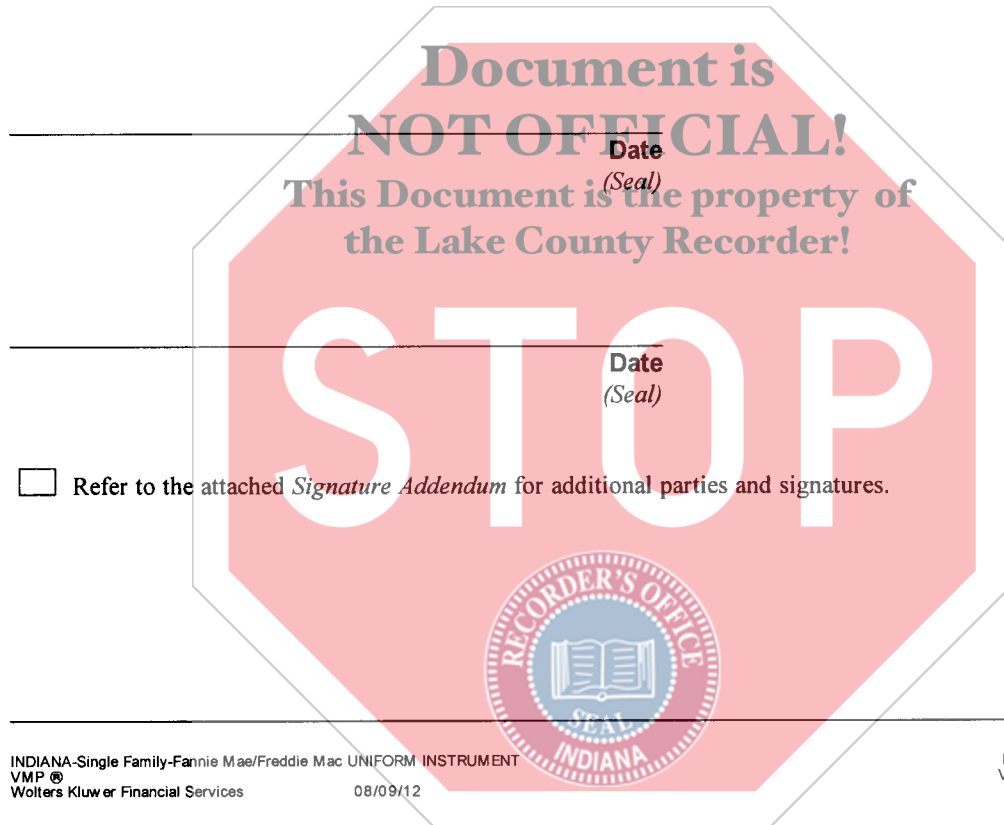 Document is
NOT OFFICIAL!
Date
(Seal)
This Document is the property of
the Lake County Recorder!
STOP
Date
(Seal)
Refer to the attached Signature Addendum for additional parties and signatures.
RECORDER'S OFFICE
SEAL
INDIANA
INDIANA-Single Family-Fannie Mae/Freddie Mac UNIFORM INSTRUMENT
VMP ®
Wolters Kluwer Financial Services 08/09/12